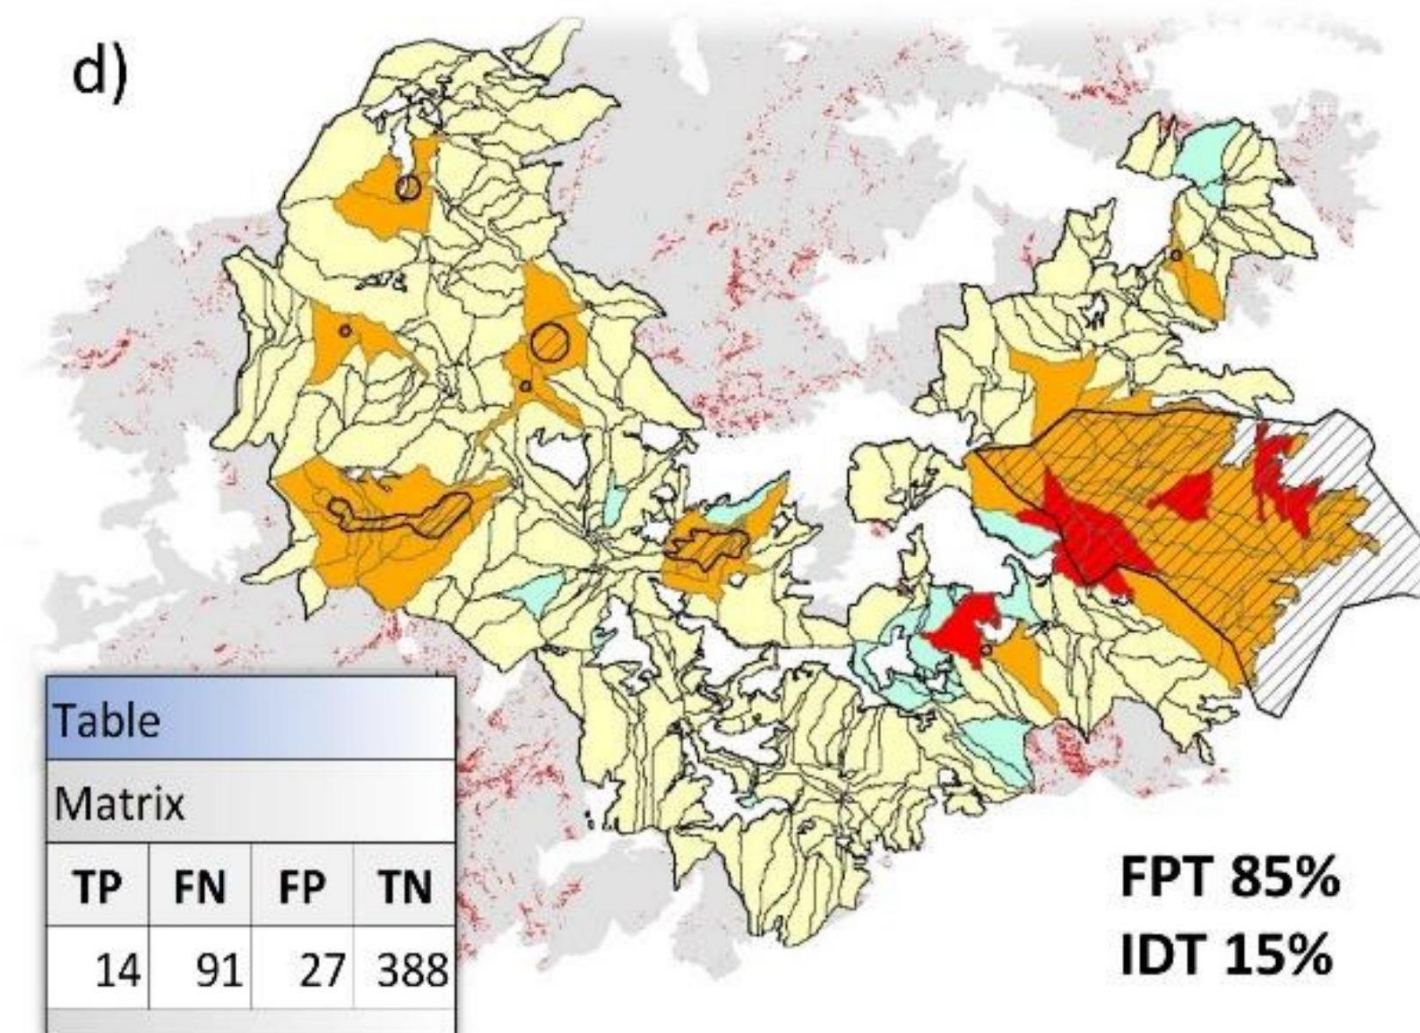 d)
Table
Matrix
TP FN FP TN
14 91 27 388
FPT 85%
IDT 15%